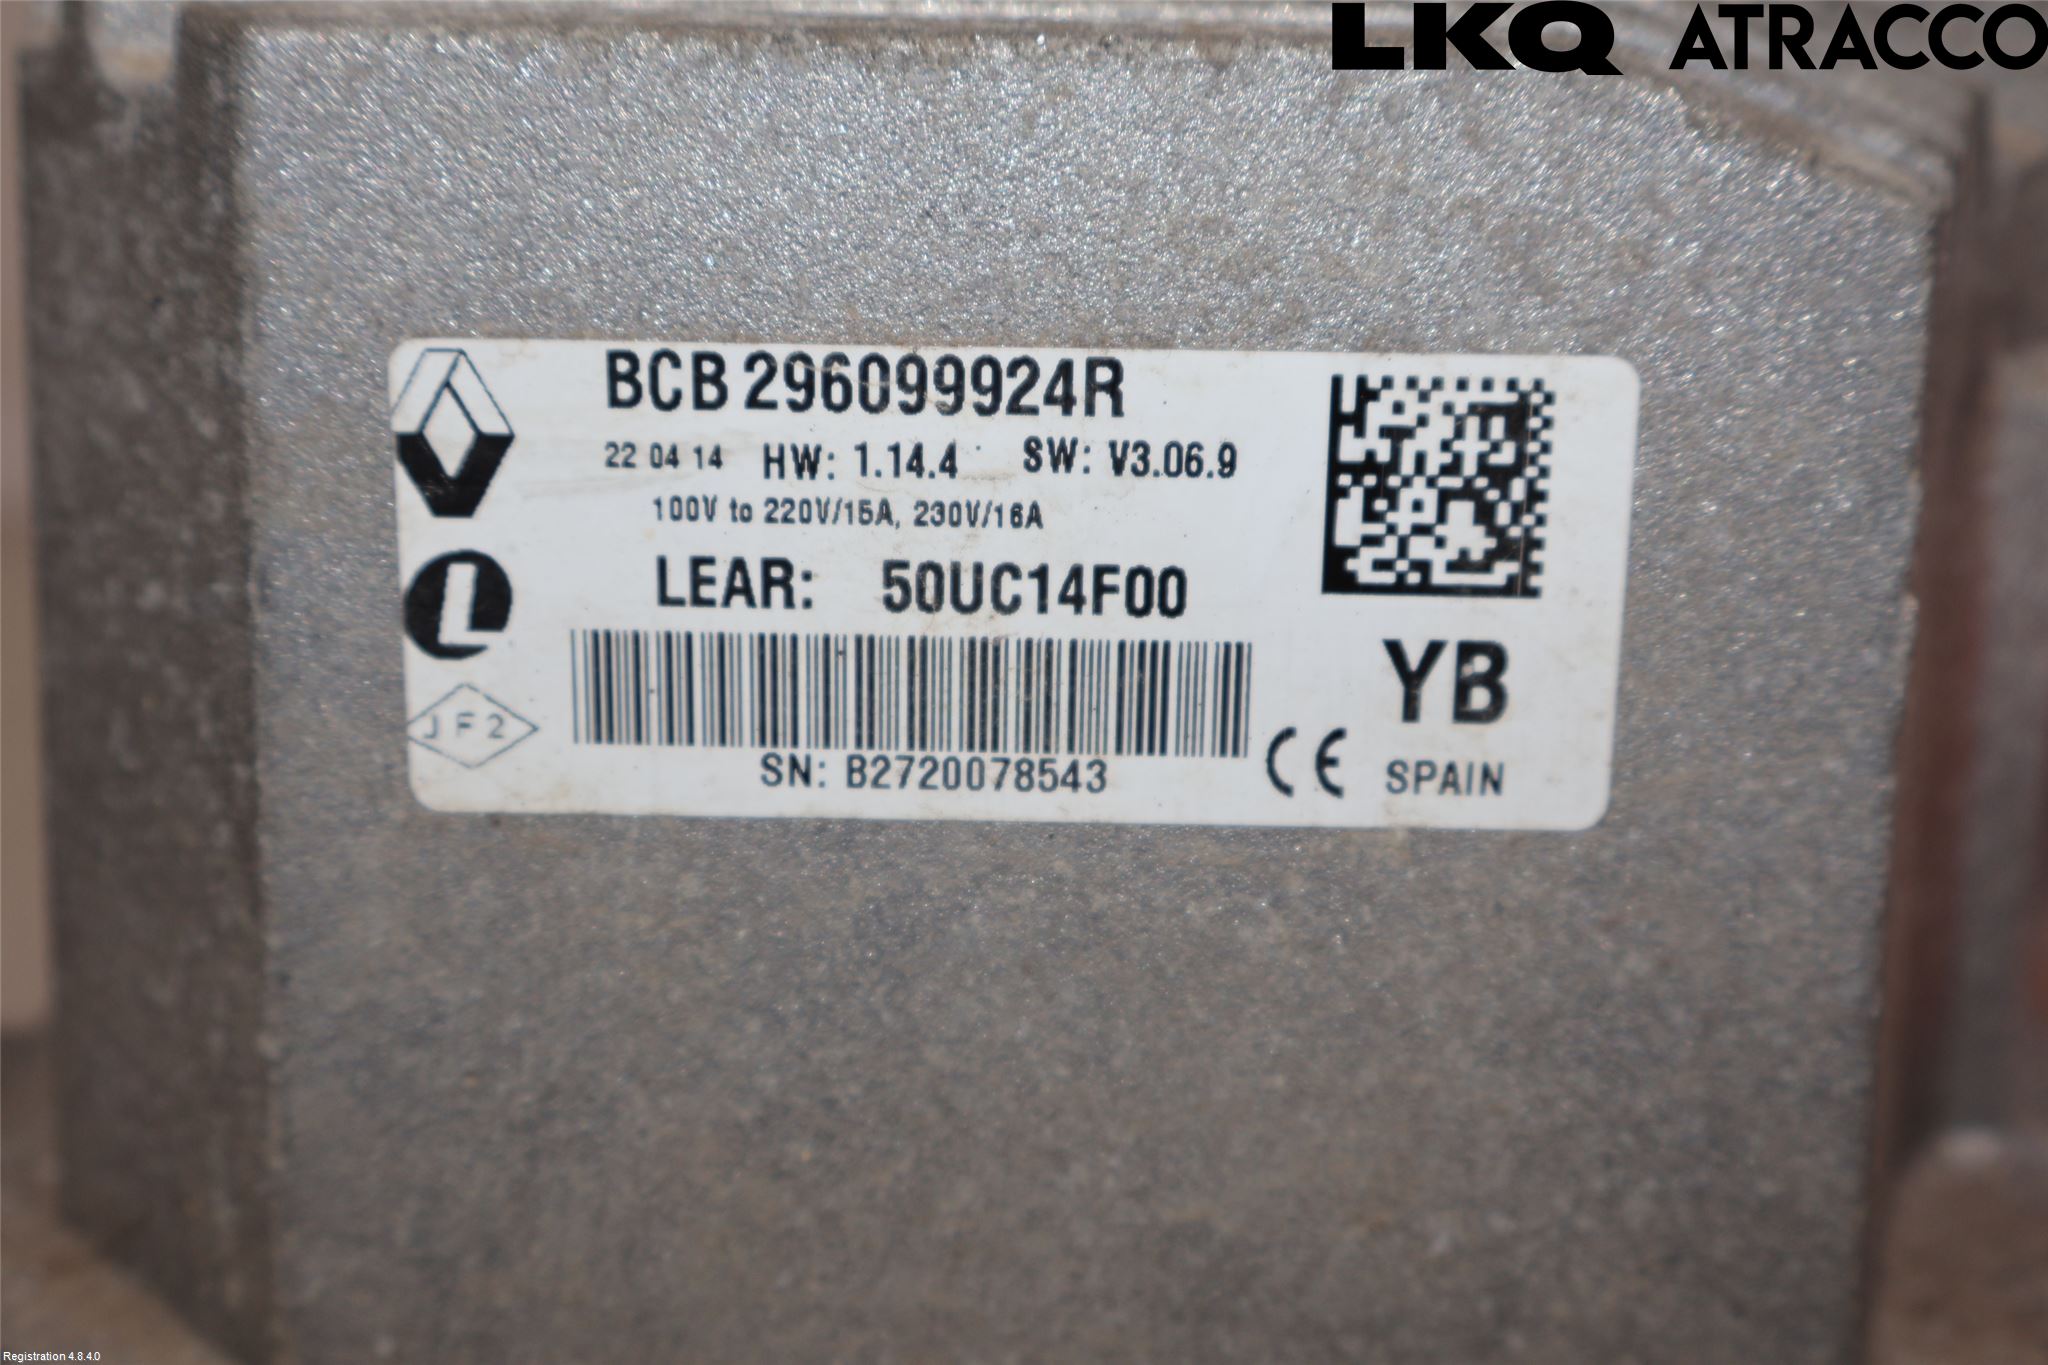 LKQ ATRACCO
BCB 296099924R
22 04 14 HW: 1.14.4 SW: V3.06.9
100V to 220V/15A, 230V/16A
LEAR: 50UC14F00
L
JF2
YB
SN: B2720078543
CE SPAIN
Registration 4.8.4.0